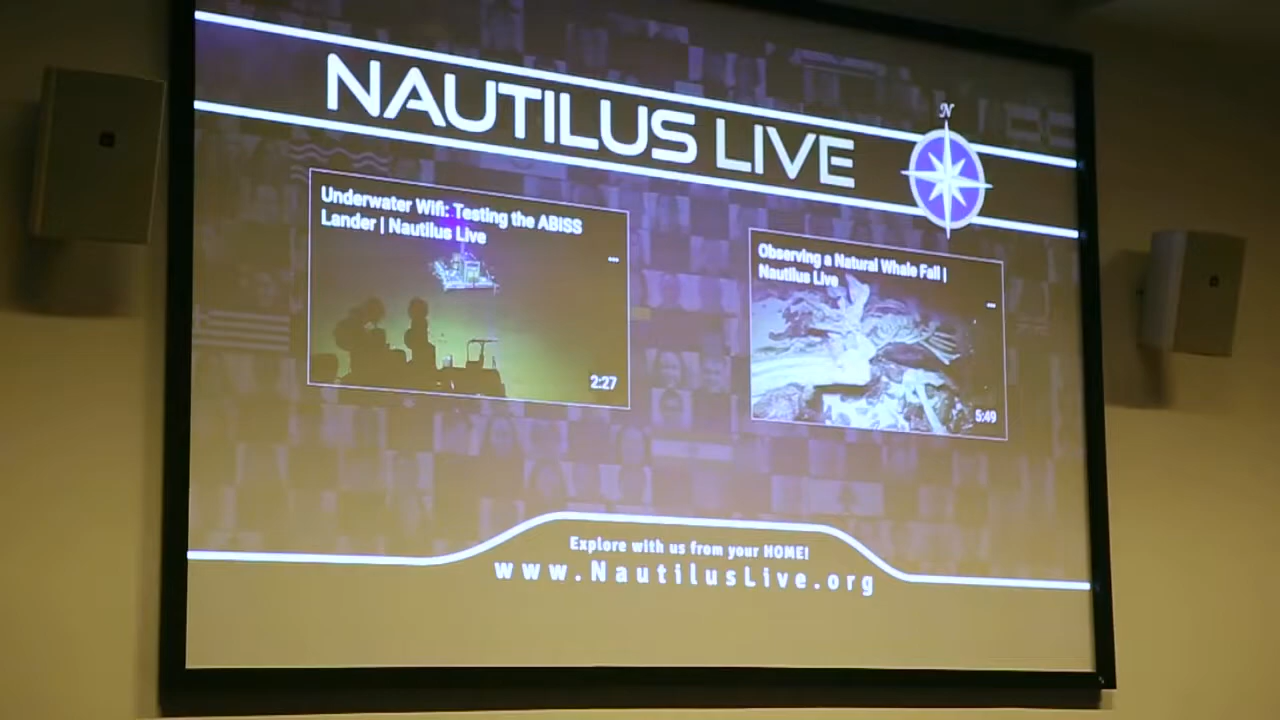 NAUTILUS LIVE
N
Underwater Wifi: Testing the ABISS
Lander | Nautilus Live
...
2:27
Observing a Natural Whale Fall |
Nautilus Live
...
5:49
Explore with us from your HOME!
www.NautilusLive.org